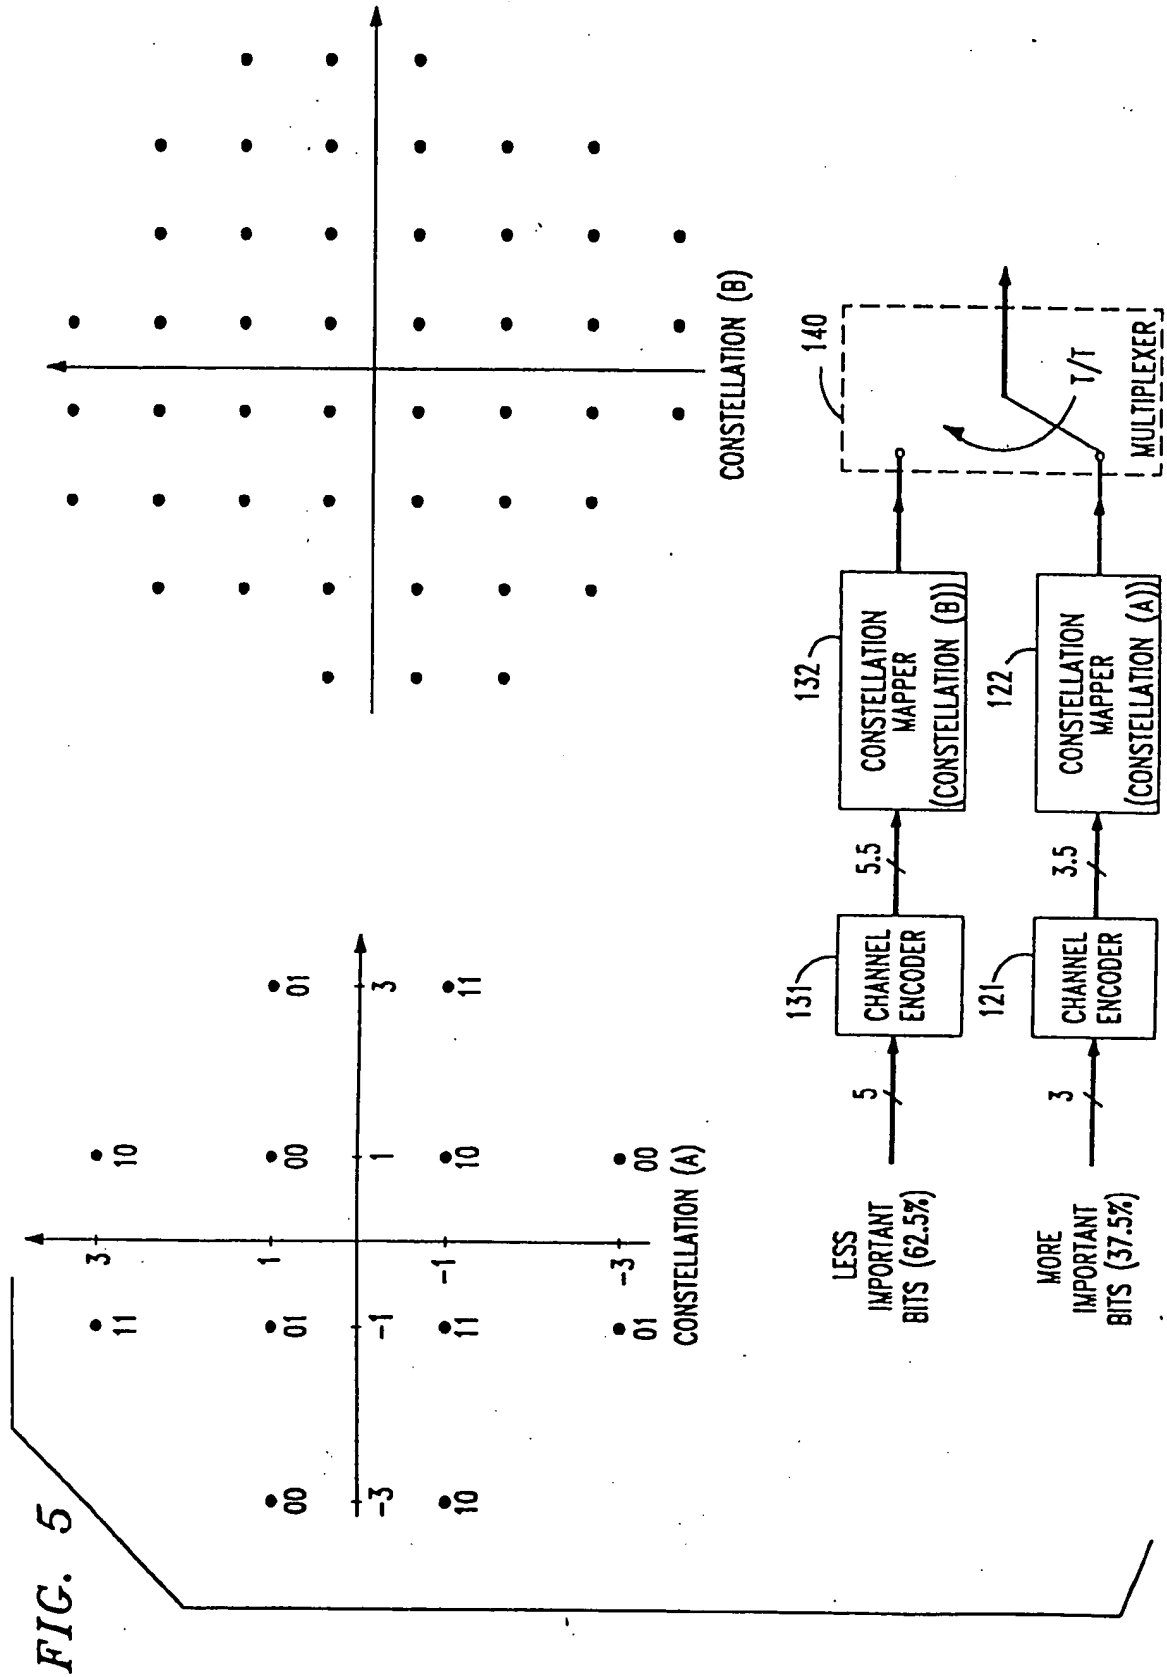 FIG. 5
3
11
10
00
01
00
01
1
-3
-1
1
3
-1
10
11
10
11
-3
01
00
CONSTELLATION (A)
CONSTELLATION (B)
LESS
IMPORTANT
BITS (62.5%)
5
131
CHANNEL
ENCODER
5.5
132
CONSTELLATION
MAPPER
(CONSTELLATION (B))
140
T/T
MULTIPLEXER
MORE
IMPORTANT
BITS (37.5%)
3
121
CHANNEL
ENCODER
3.5
122
CONSTELLATION
MAPPER
(CONSTELLATION (A))